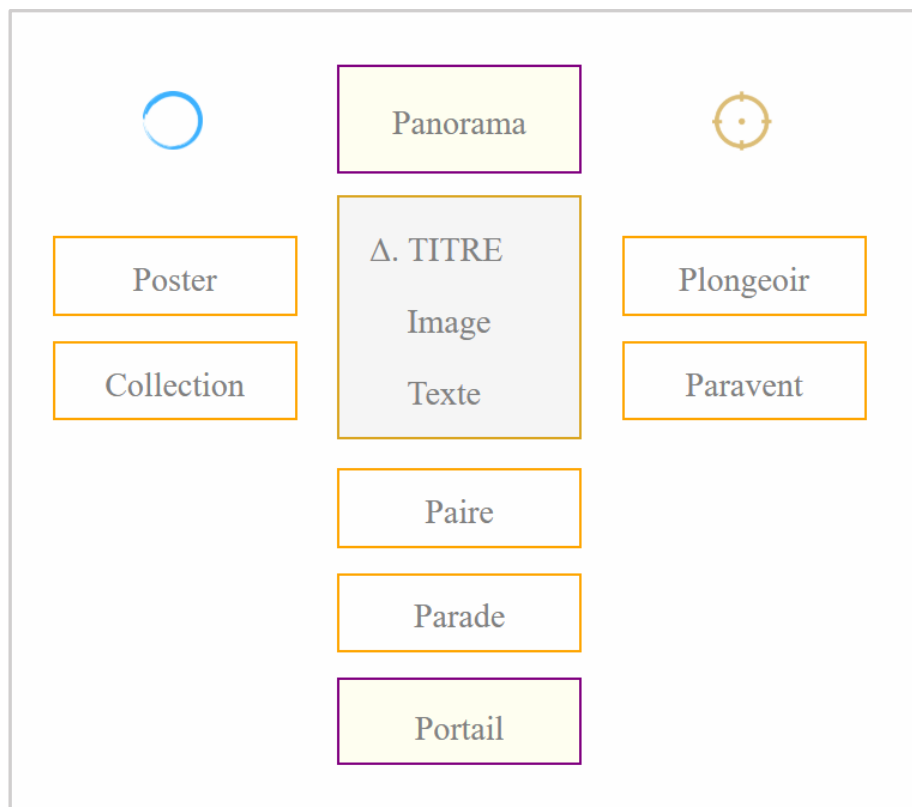 Panorama
Δ. TITRE
Image
Texte
Poster
Collection
Plongeoir
Paravent
Paire
Parade
Portail